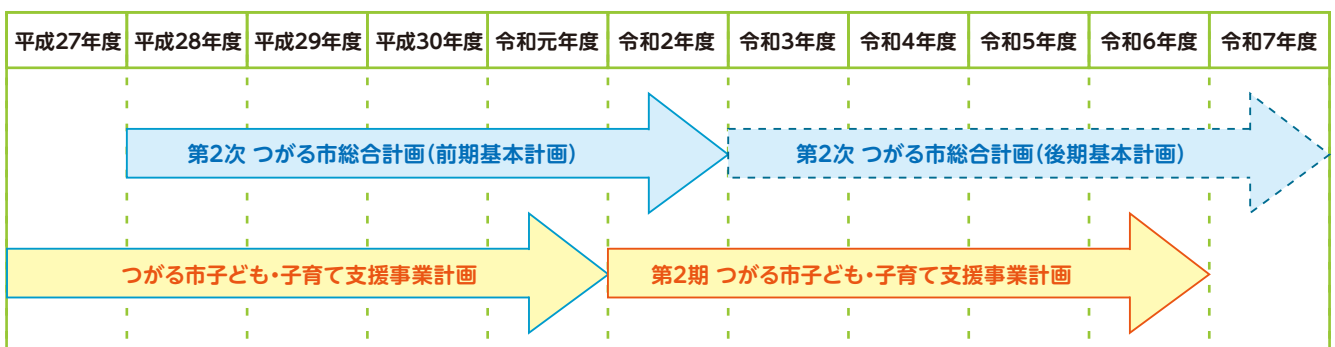 平成27年度 平成28年度 平成29年度 平成30年度 令和元年度 令和2年度 令和3年度 令和4年度 令和5年度 令和6年度 令和7年度
第2次 つがる市総合計画(前期基本計画) 第2次 つがる市総合計画(後期基本計画)
つがる市子ども・子育て支援事業計画 第2期 つがる市子ども・子育て支援事業計画